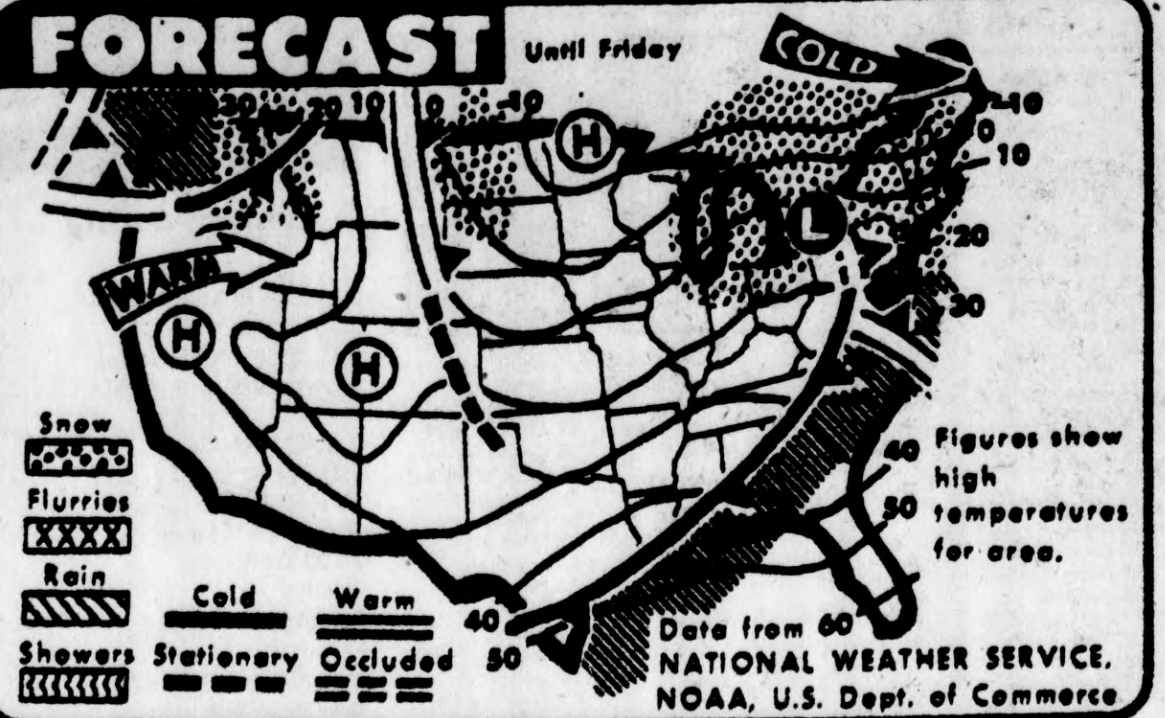 FORECAST
Until Friday
COLD
30 20 10 0 -10
H
-10
0
10
L
20
WARM
30
H
H
Snow
Flurries
Rain
Showers
Cold
Warm
Stationary
Occluded
40
50
40
50
60
Figures show
high
temperatures
for area.
Data from
NATIONAL WEATHER SERVICE.
NOAA, U.S. Dept. of Commerce